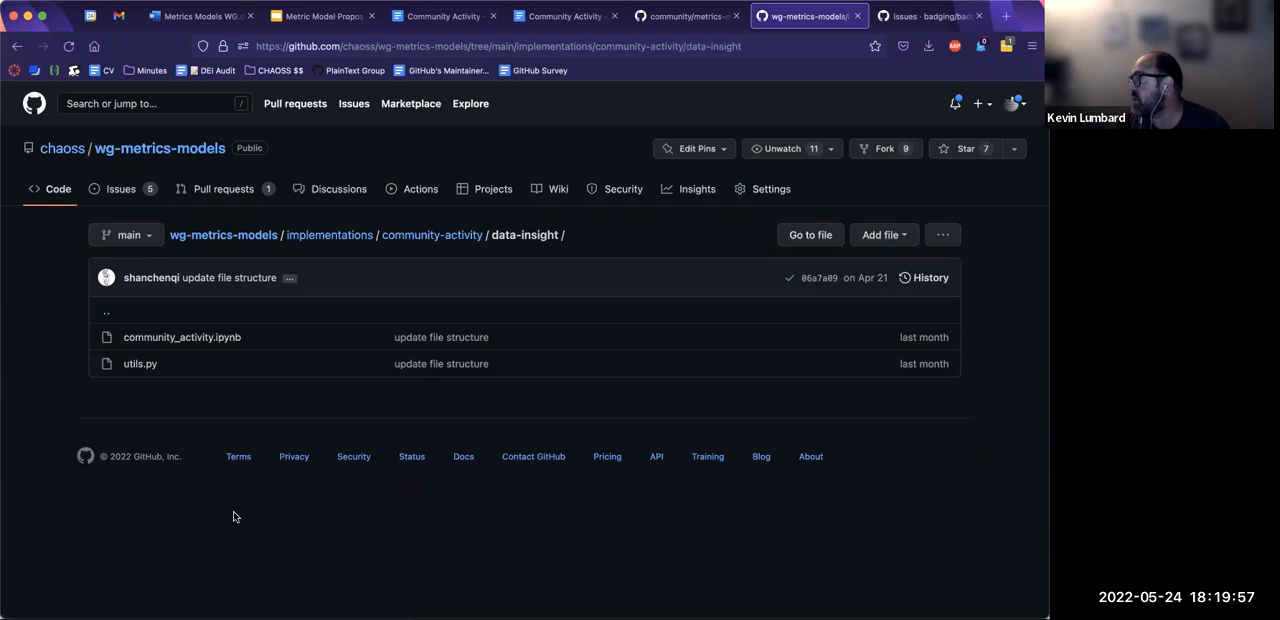 Metrics Models WG.d
Metric Model Propos
Community Activity -
Community Activity -
community/metrics-m
wg-metrics-models/i
Issues · badging/bad
https://github.com/chaoss/wg-metrics-models/tree/main/implementations/community-activity/data-insight
ABP 0 1
CV Minutes DEI Audit CHAOSS $$ PlainText Group GitHub's Maintainer... GitHub Survey
Search or jump to... / Pull requests Issues Marketplace Explore
Kevin Lumbard
chaoss / wg-metrics-models Public
Edit Pins Unwatch 11 Fork 9 Star 7
Code Issues 5 Pull requests 1 Discussions Actions Projects Wiki Security Insights Settings
main wg-metrics-models / implementations / community-activity / data-insight /
Go to file Add file ...
shanchenqi update file structure ... 06a7a09 on Apr 21 History
..
community_activity.ipynb update file structure last month
utils.py update file structure last month
© 2022 GitHub, Inc. Terms Privacy Security Status Docs Contact GitHub Pricing API Training Blog About
2022-05-24 18:19:57